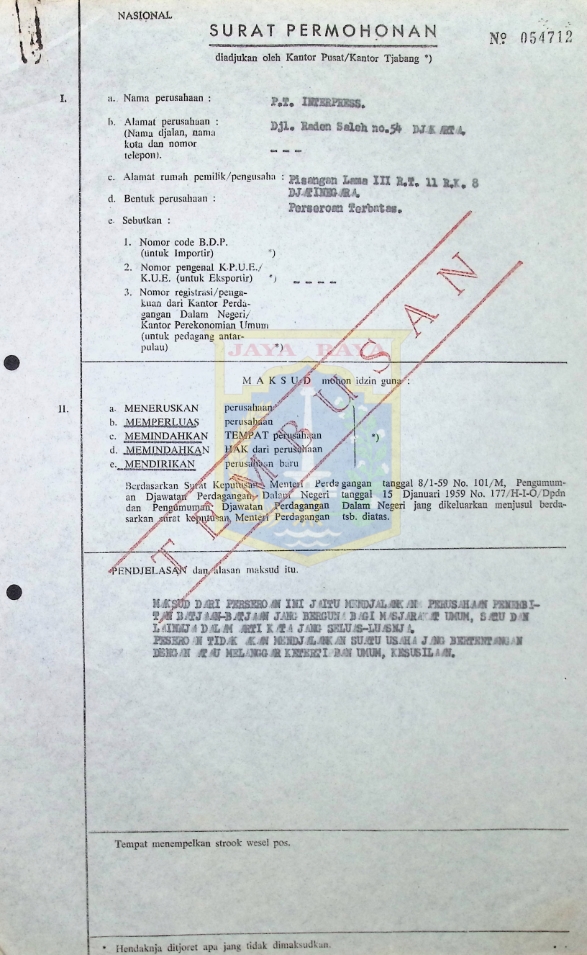 NASIONAL
SURAT PERMOHONAN
Nº 054712
diadjukan oleh Kantor Pusat/Kantor Tjabang *)
I.
a. Nama perusahaan : P.T. INTERPRESS.
b. Alamat perusahaan : Djl. Raden Saleh no.54 DJAKARTA.
(Nama djalan, nama
kota dan nomor
telepon). - - -
c. Alamat rumah pemilik/pengusaha : Pisangan Lama III R.T. 11 R.K. 8
DJATINEGARA.
d. Bentuk perusahaan : Perseroan Terbatas.
e. Sebutkan :
1. Nomor code B.D.P.
(untuk Importir) *)
2. Nomor pengenal K.P.U.E./
K.U.E. (untuk Eksportir) *) - - - -
3. Nomor registrasi/penga-
kuan dari Kantor Perda-
gangan Dalam Negeri/
Kantor Perekonomian Umum
(untuk pedagang antar-
pulau) *)
JAYA RAYA
TEMBUSAN
MAKSUD mohon idzin guna :
II.
a. MENERUSKAN perusahaan
b. MEMPERLUAS perusahaan
c. MEMINDAHKAN TEMPAT perusahaan *)
d. MEMINDAHKAN HAK dari perusahaan
e. MENDIRIKAN perusahaan baru
Berdasarkan Surat Keputusan Menteri Perdagangan tanggal 8/1-59 No. 101/M, Pengumum-
an Djawatan Perdagangan Dalam Negeri tanggal 15 Djanuari 1959 No. 177/H-I-O/Dpdn
dan Pengumuman Djawatan Perdagangan Dalam Negeri jang dikeluarkan menjusul berda-
sarkan surat keputusan Menteri Perdagangan tsb. diatas.
PENDJELASAN dan alasan maksud itu.
MAKSUD DARI PERSEROAN INI JAITU MENDJALANKAN PERUSAHAAN PENERBI-
TAN BATJAAN-BATJAAN JANG BERGUNA BAGI MASJARAKAT UMUM, SATU DAN
LAINNJA DALAM ARTI KATA JANG SELUAS-LUASNJA.
PERSEROAN TIDAK AKAN MENDJALANKAN SUATU USAHA JANG BERTENTANGAN
DENGAN ATAU MELANGGAR KETERTIBAN UMUM, KESUSILAAN.
Tempat menempelkan strook wesel pos.
* Hendaknja ditjoret apa jang tidak dimaksudkan.